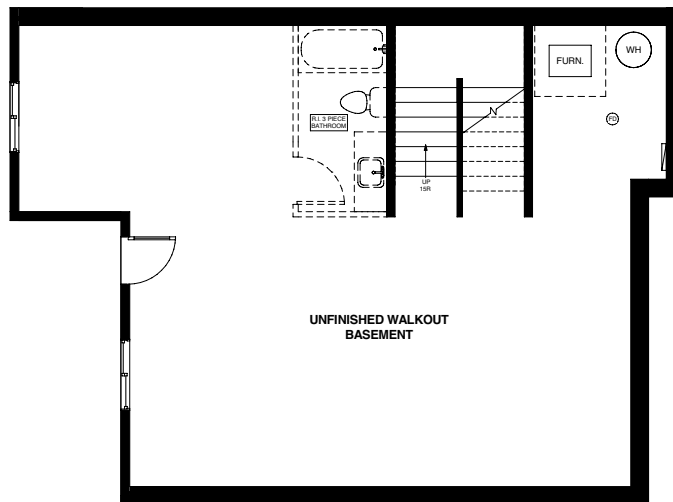 FURN.
WH
R.I. 3 PIECE
BATHROOM
FD
UP
15R
UNFINISHED WALKOUT
BASEMENT